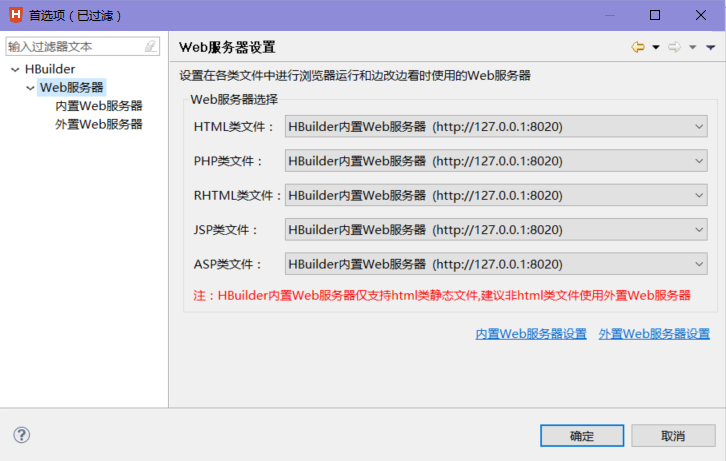 首选项（已过滤）
输入过滤器文本
HBuilder
Web服务器
内置Web服务器
外置Web服务器
Web服务器设置
设置在各类文件中进行浏览器运行和边改边看时使用的Web服务器
Web服务器选择
HTML类文件： HBuilder内置Web服务器 (http://127.0.0.1:8020)
PHP类文件： HBuilder内置Web服务器 (http://127.0.0.1:8020)
RHTML类文件： HBuilder内置Web服务器 (http://127.0.0.1:8020)
JSP类文件： HBuilder内置Web服务器 (http://127.0.0.1:8020)
ASP类文件： HBuilder内置Web服务器 (http://127.0.0.1:8020)
注：HBuilder内置Web服务器仅支持html类静态文件,建议非html类文件使用外置Web服务器
内置Web服务器设置 外置Web服务器设置
确定 取消